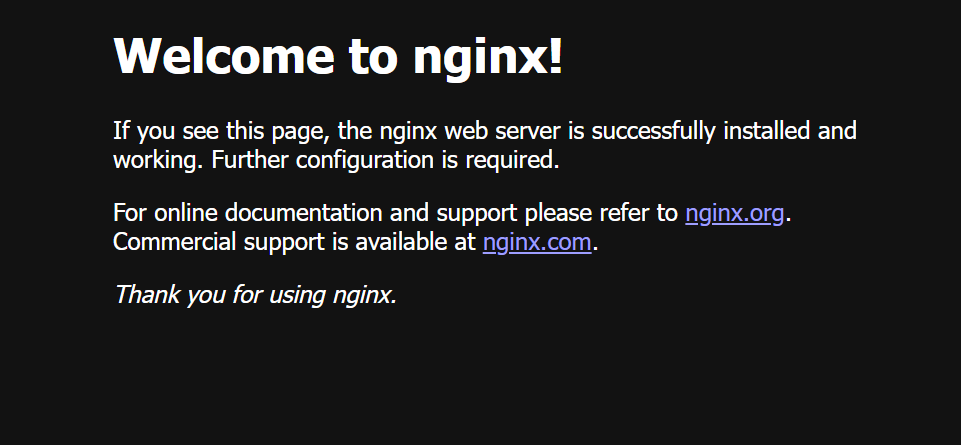 Welcome to nginx!
If you see this page, the nginx web server is successfully installed and
working. Further configuration is required.
For online documentation and support please refer to nginx.org.
Commercial support is available at nginx.com.
Thank you for using nginx.